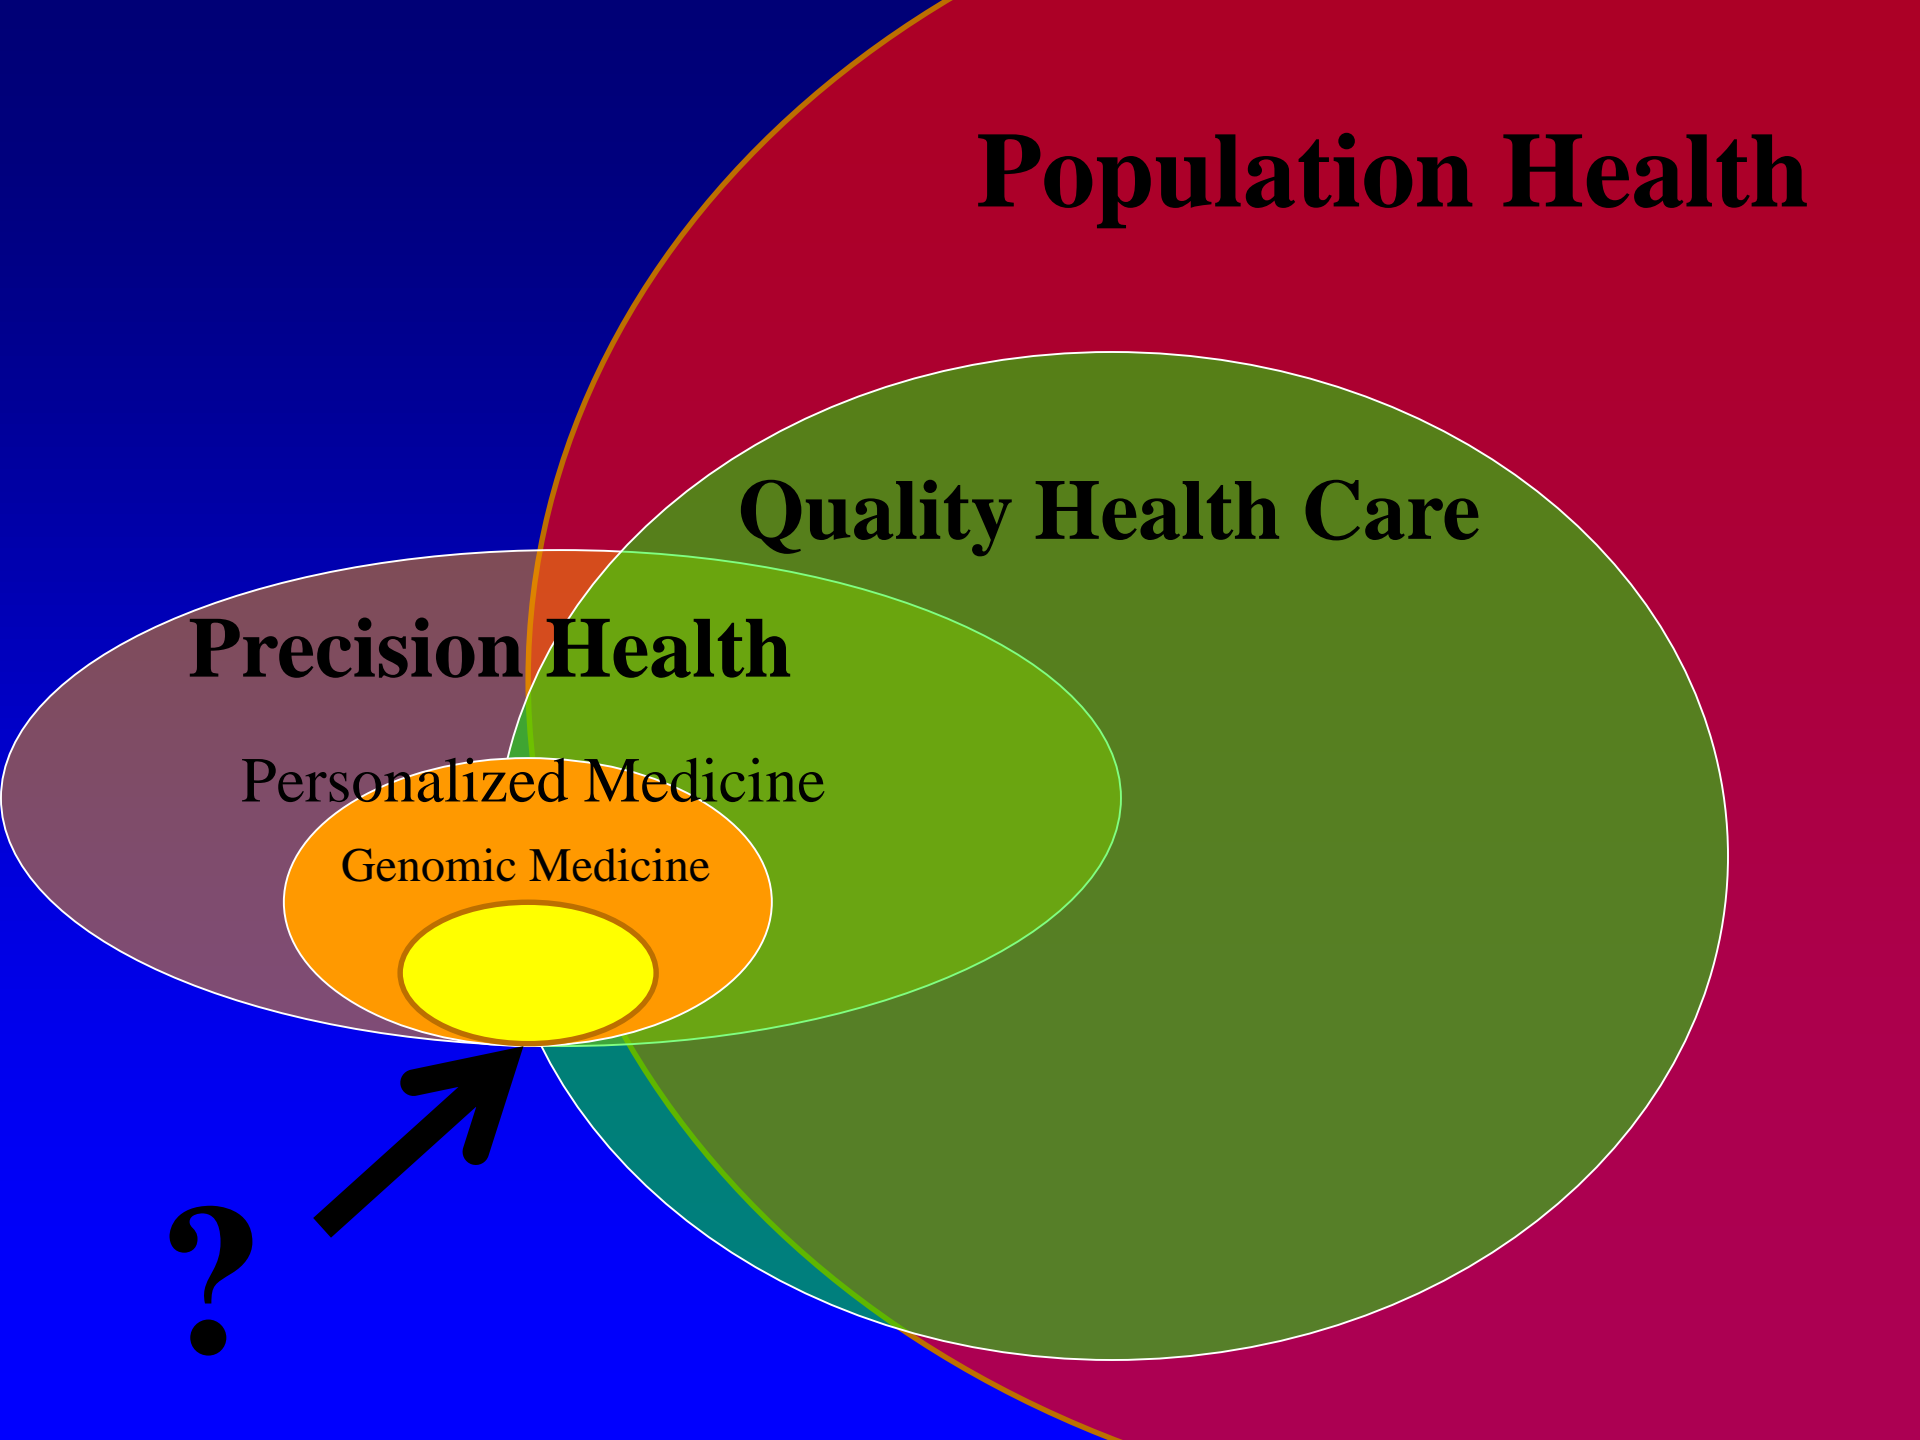 Population Health
Quality Health Care
Precision Health
Personalized Medicine
Genomic Medicine
?